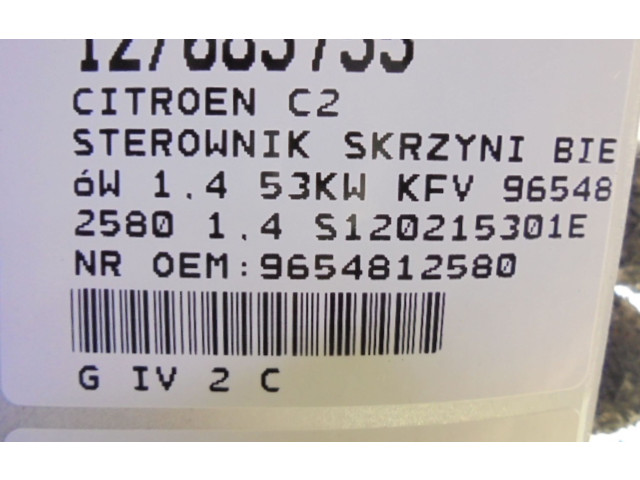 CITROEN C2
STEROWNIK SKRZYNI BIE
óW 1.4 53KW KFV 96548
2580 1.4 S120215301E
NR OEM:9654812580
G IV 2 C